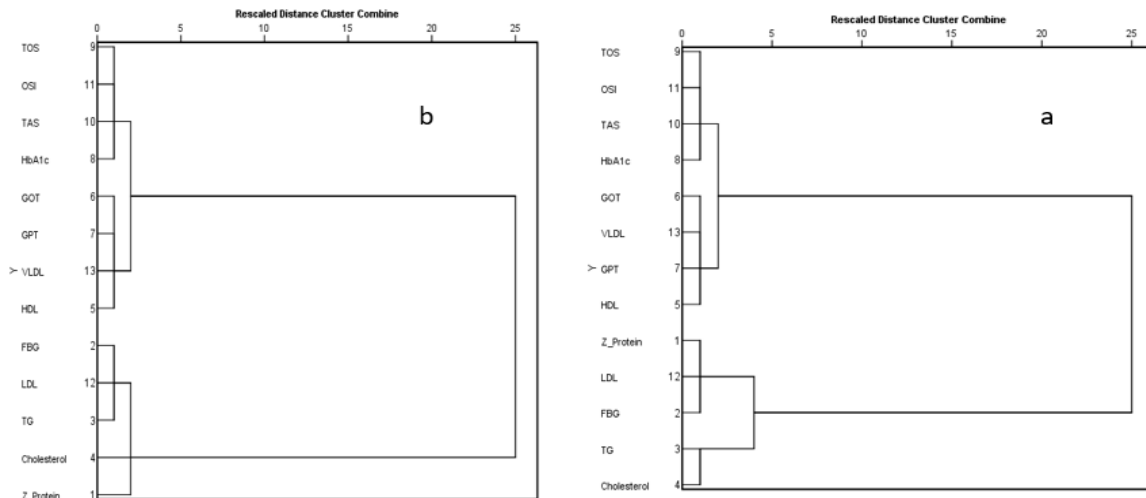 Rescaled Distance Cluster Combine
0 5 10 15 20 25
TOS 9
OSI 11
TAS 10
HbA1c 8
GOT 6
GPT 7
Y VLDL 13
HDL 5
FBG 2
LDL 12
TG 3
Cholesterol 4
Z_Protein 1
b
Rescaled Distance Cluster Combine
0 5 10 15 20 25
TOS 9
OSI 11
TAS 10
HbA1c 8
GOT 6
VLDL 13
Y GPT 7
HDL 5
Z_Protein 1
LDL 12
FBG 2
TG 3
Cholesterol 4
a